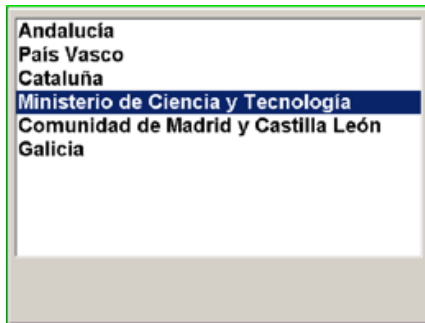 Andalucía
País Vasco
Cataluña
Ministerio de Ciencia y Tecnología
Comunidad de Madrid y Castilla León
Galicia